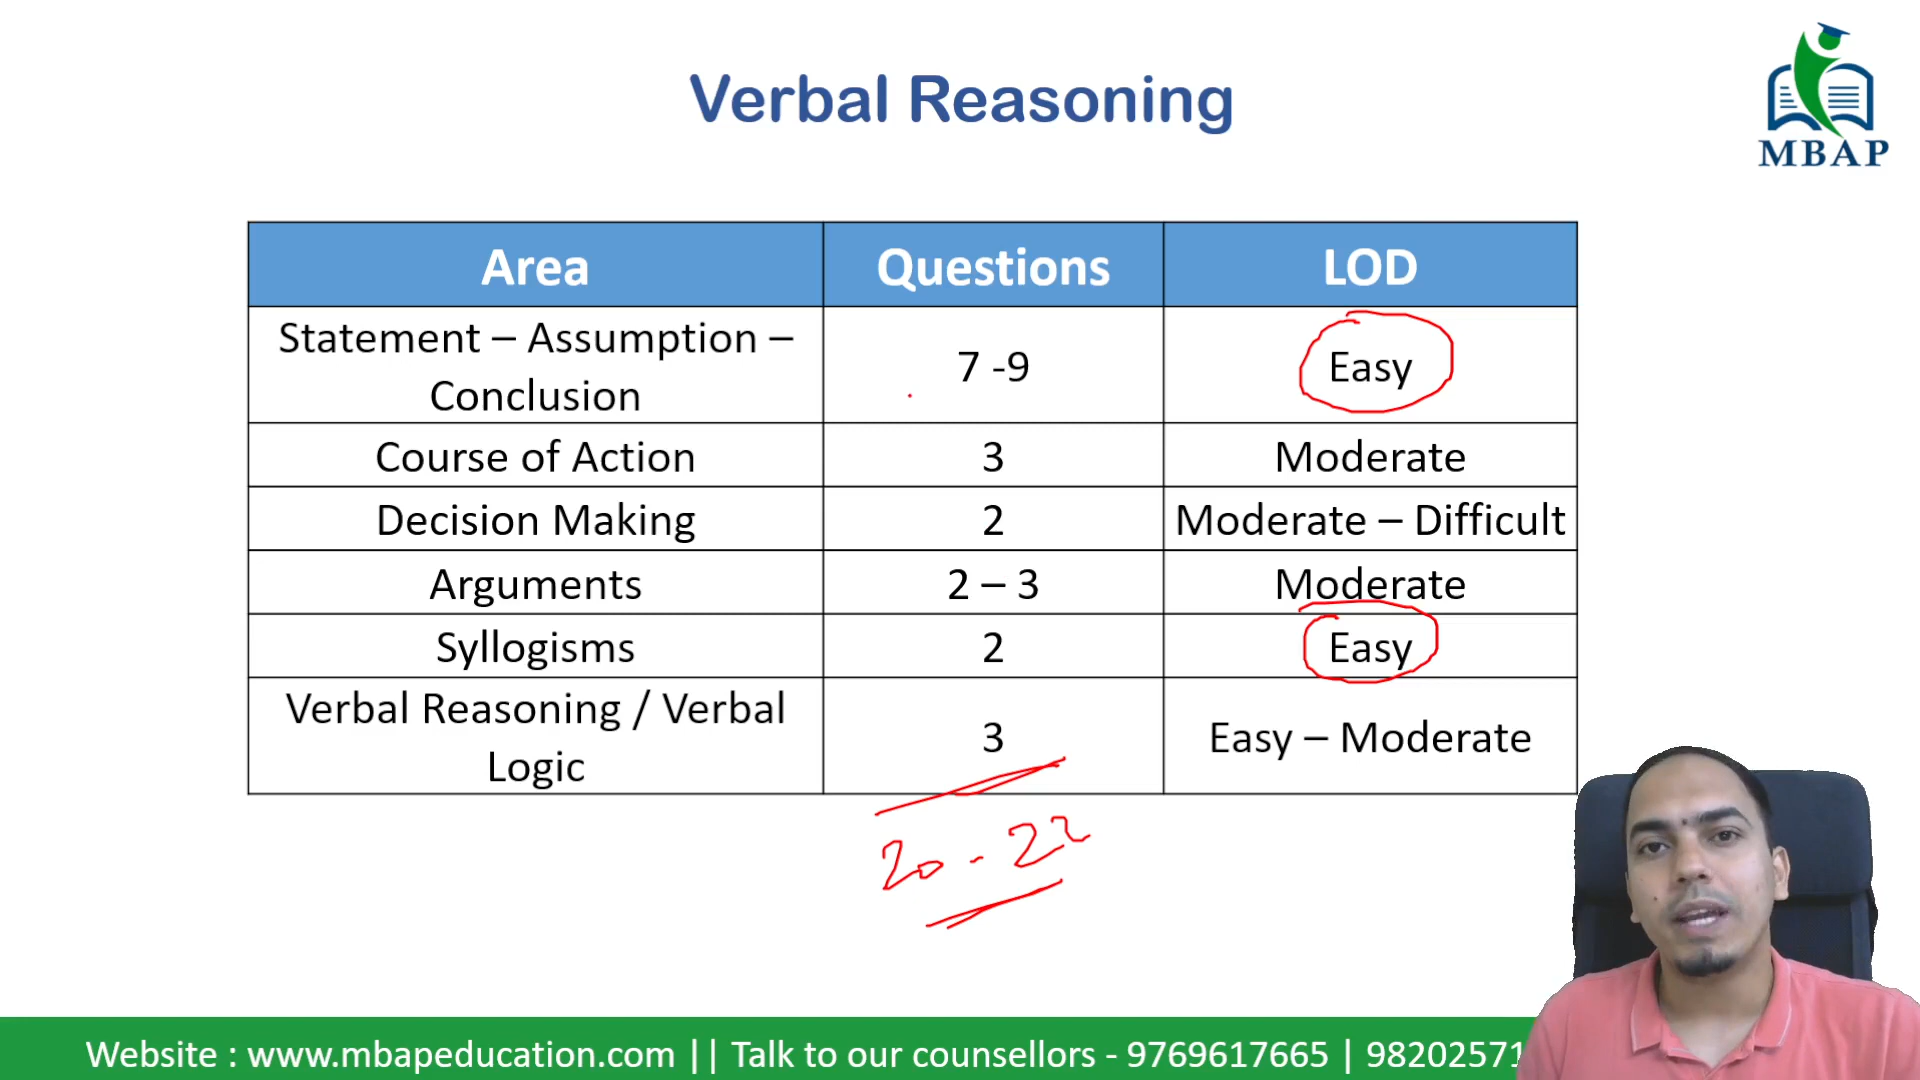 Verbal Reasoning
MBAP
Area Questions LOD
Statement – Assumption –
Conclusion
7 -9
Easy
Course of Action 3 Moderate
Decision Making 2 Moderate – Difficult
Arguments 2 – 3 Moderate
Syllogisms 2 Easy
Verbal Reasoning / Verbal
Logic
3
Easy – Moderate
20 - 22
Website : www.mbapeducation.com || Talk to our counsellors - 9769617665 | 98202571